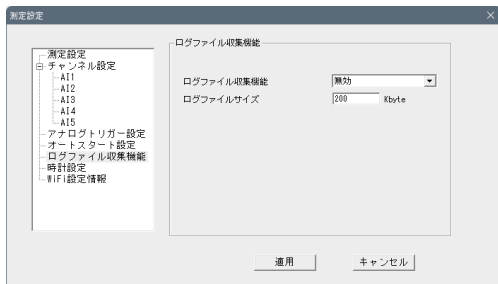 測定設定
測定設定
チャンネル設定
AI1
AI2
AI3
AI4
AI5
アナログトリガー設定
オートスタート設定
ログファイル収集機能
時計設定
WiFi設定情報
ログファイル収集機能
ログファイル収集機能 無効
ログファイルサイズ 200 Kbyte
適用 キャンセル